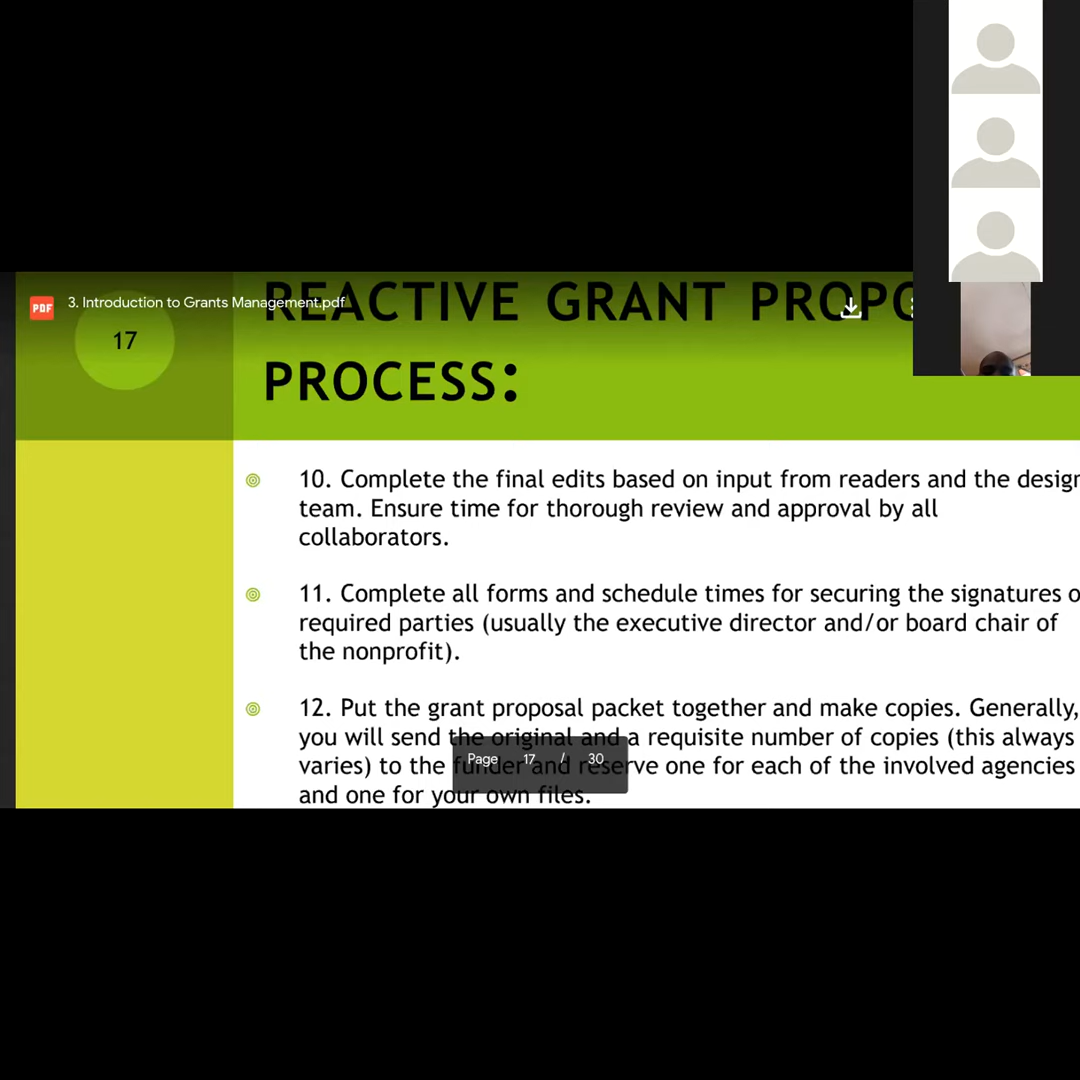 REACTIVE GRANT
PDF
3. Introduction to Grants Management.pdf
17
PROCESS:
10. Complete the final edits based on input from readers and the design
team. Ensure time for thorough review and approval by all
collaborators.
11. Complete all forms and schedule times for securing the signatures
required parties (usually the executive director and/or board chair of
the nonprofit).
12. Put the grant proposal packet together and make copies. Generally,
you will send the original and a requisite number of copies (this always
varies) to the funder and reserve one for each of the involved agencies
and one for your own files.
Page 17 / 30